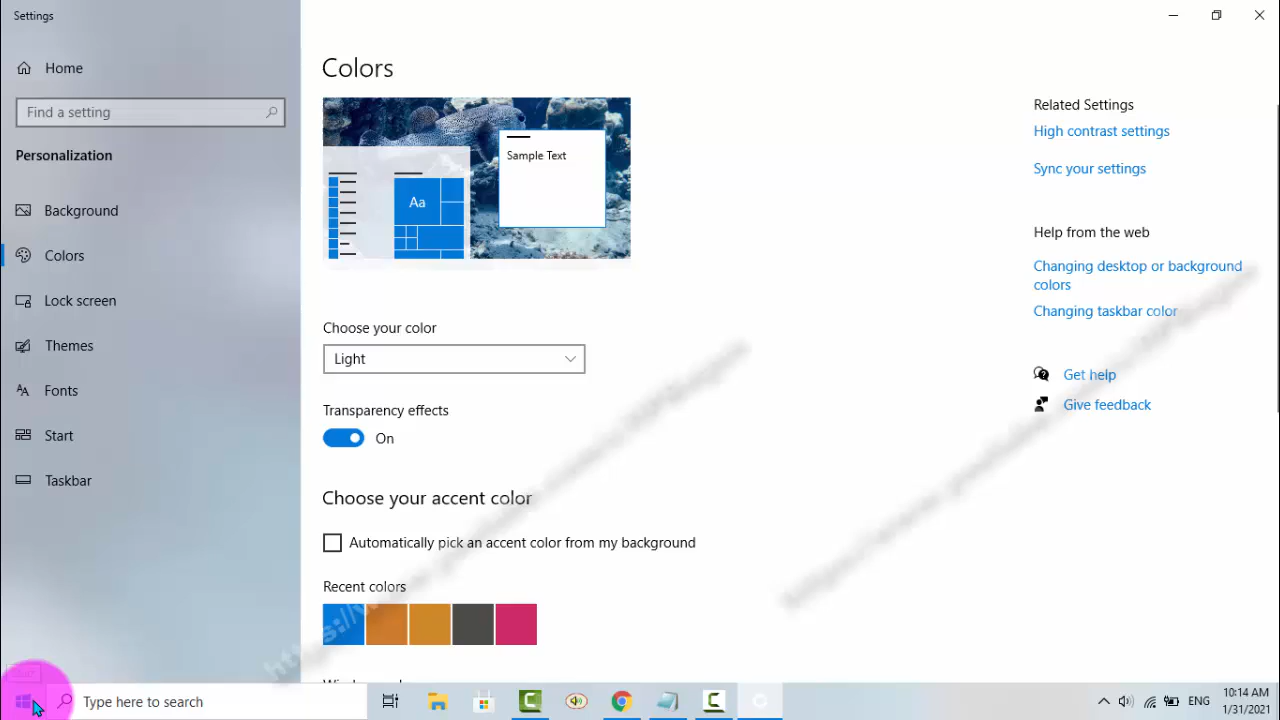 Settings
Home
Find a setting
Personalization
Background
Colors
Lock screen
Themes
Fonts
Start
Taskbar
Colors
Sample Text
Aa
Choose your color
Light
Transparency effects
On
Choose your accent color
Automatically pick an accent color from my background
Recent colors
Related Settings
High contrast settings
Sync your settings
Help from the web
Changing desktop or background
colors
Changing taskbar color
Get help
Give feedback
Type here to search
ENG
10:14 AM
1/31/2021